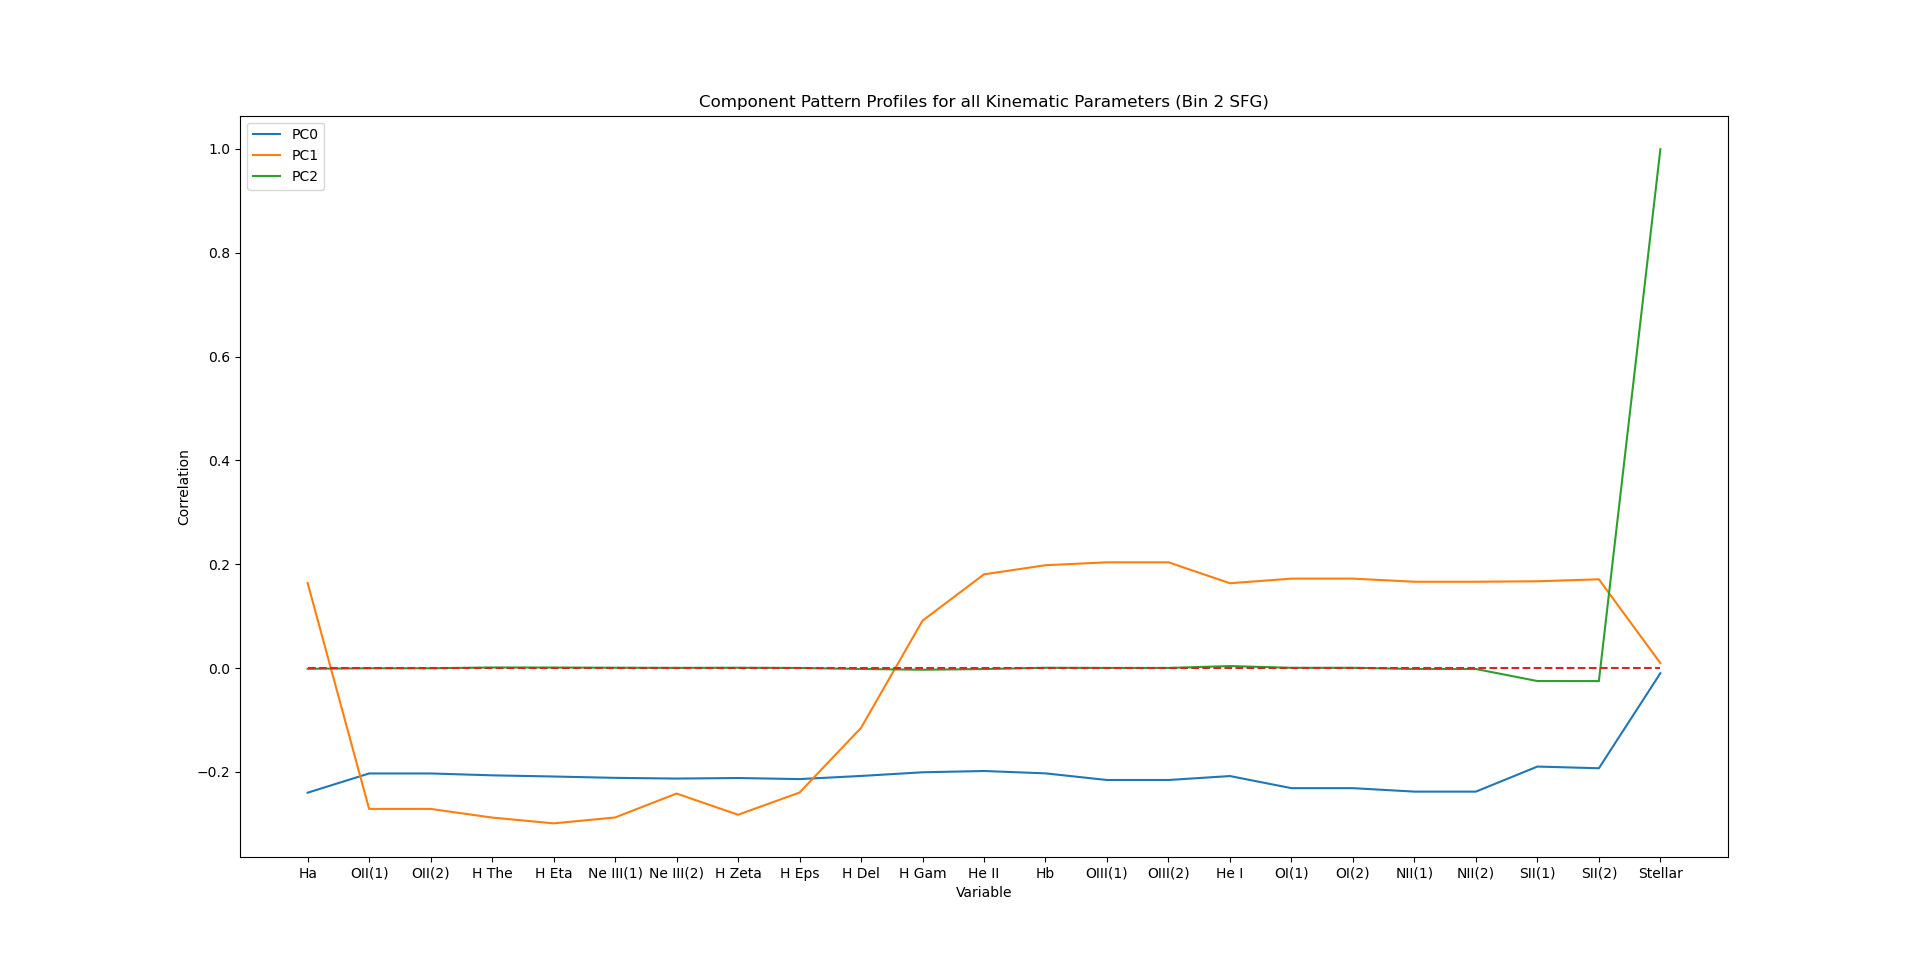 Component Pattern Profiles for all Kinematic Parameters (Bin 2 SFG)
PC0
PC1
PC2
1.0
0.8
0.6
0.4
0.2
0.0
−0.2
Correlation
Ha OII(1) OII(2) H The H Eta Ne III(1) Ne III(2) H Zeta H Eps H Del H Gam He II Hb OIII(1) OIII(2) He I OI(1) OI(2) NII(1) NII(2) SII(1) SII(2) Stellar
Variable